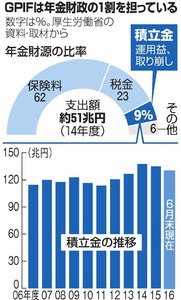 GPIFは年金財政の1割を担っている
数字は%。厚生労働省の
資料・取材から
年金財源の比率
積立金
運用益、
取り崩し
保険料
62
税金
23
9%
その他
6
支出額
約51兆円
(14年度)
150(兆円)
120
90
60
30
0
積立金の推移
6月末現在
06年度 07 08 09 10 11 12 13 14 15 16